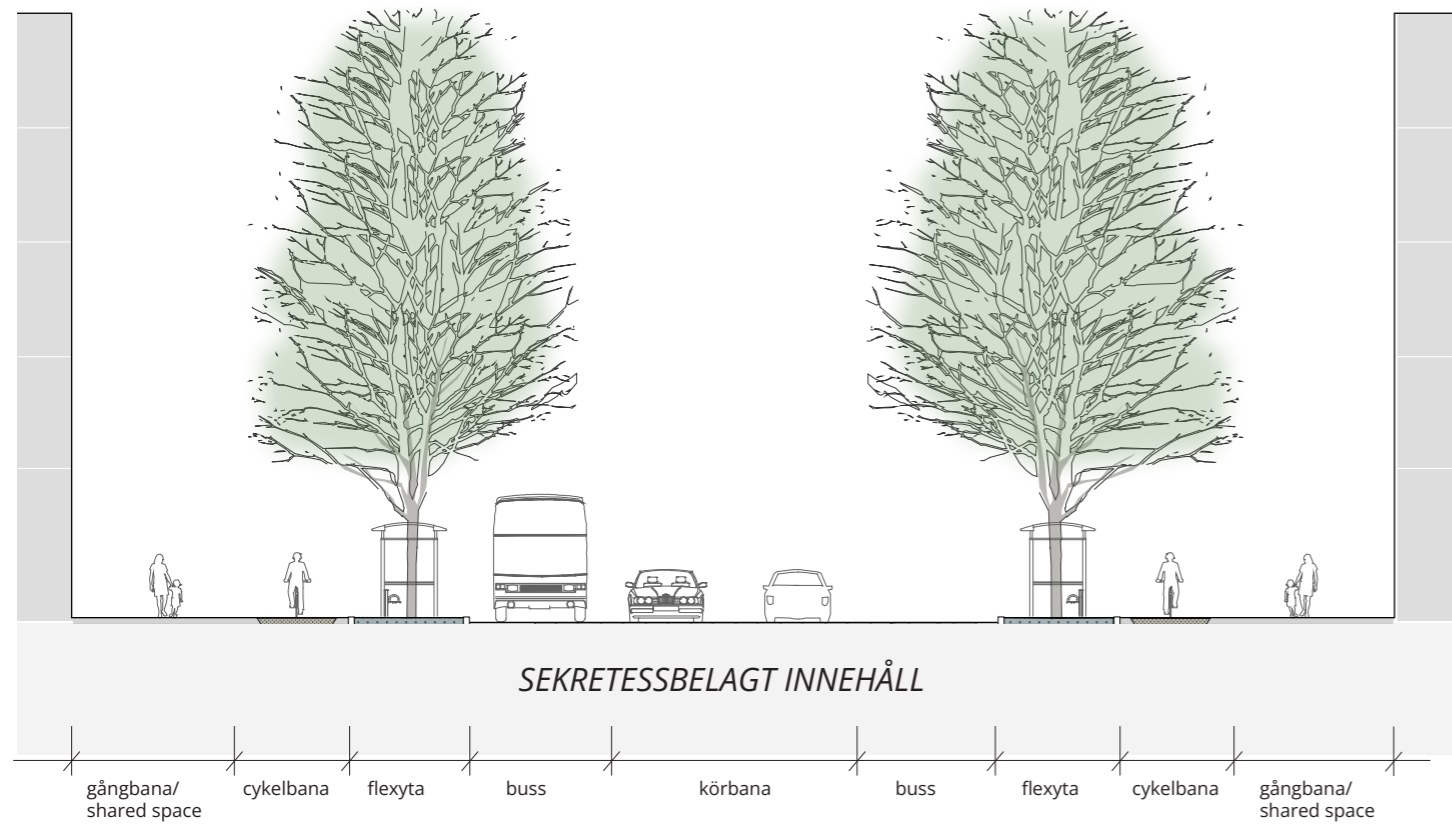 SEKRETESSBELAGT INNEHÅLL
gångbana/
shared space
cykelbana
flexyta
buss
körbana
buss
flexyta
cykelbana
gångbana/
shared space